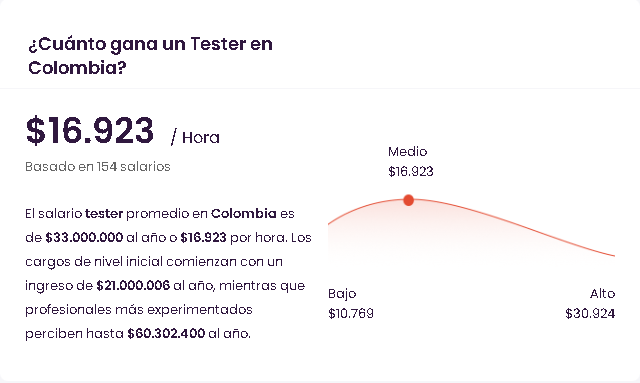 ¿Cuánto gana un Tester en
Colombia?
$16.923 / Hora
Basado en 154 salarios
El salario tester promedio en Colombia es
de $33.000.000 al año o $16.923 por hora. Los
cargos de nivel inicial comienzan con un
ingreso de $21.000.006 al año, mientras que
profesionales más experimentados
perciben hasta $60.302.400 al año.
Medio
$16.923
Bajo
$10.769
Alto
$30.924